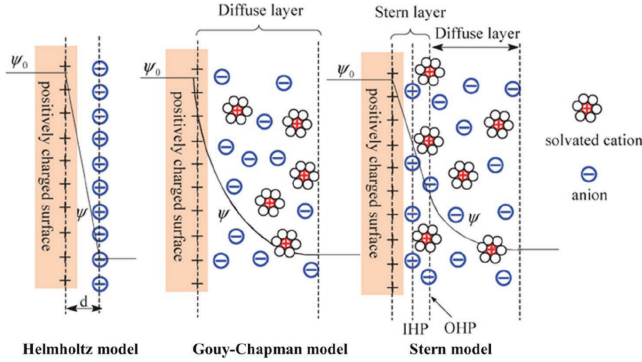 Diffuse layer
Stern layer
Diffuse layer
ψ₀
ψ₀
ψ₀
positively charged surface
positively charged surface
positively charged surface
ψ
ψ
ψ
solvated cation
anion
d
IHP
OHP
Helmholtz model
Gouy-Chapman model
Stern model